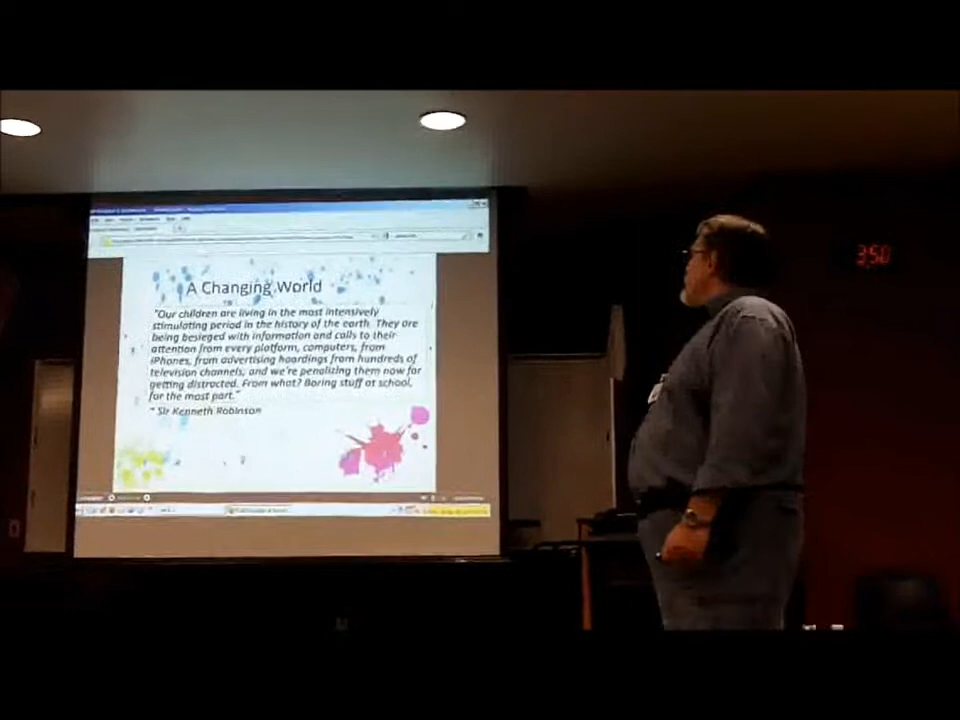 A Changing World
"Our children are living in the most intensively
stimulating period in the history of the earth. They are
being besieged with information and calls to their
attention from every platform, computers, from
iPhones, from advertising hoardings from hundreds of
television channels, and we're penalizing them now for
getting distracted. From what? Boring stuff at school,
for the most part."
~ Sir Kenneth Robinson
3:50